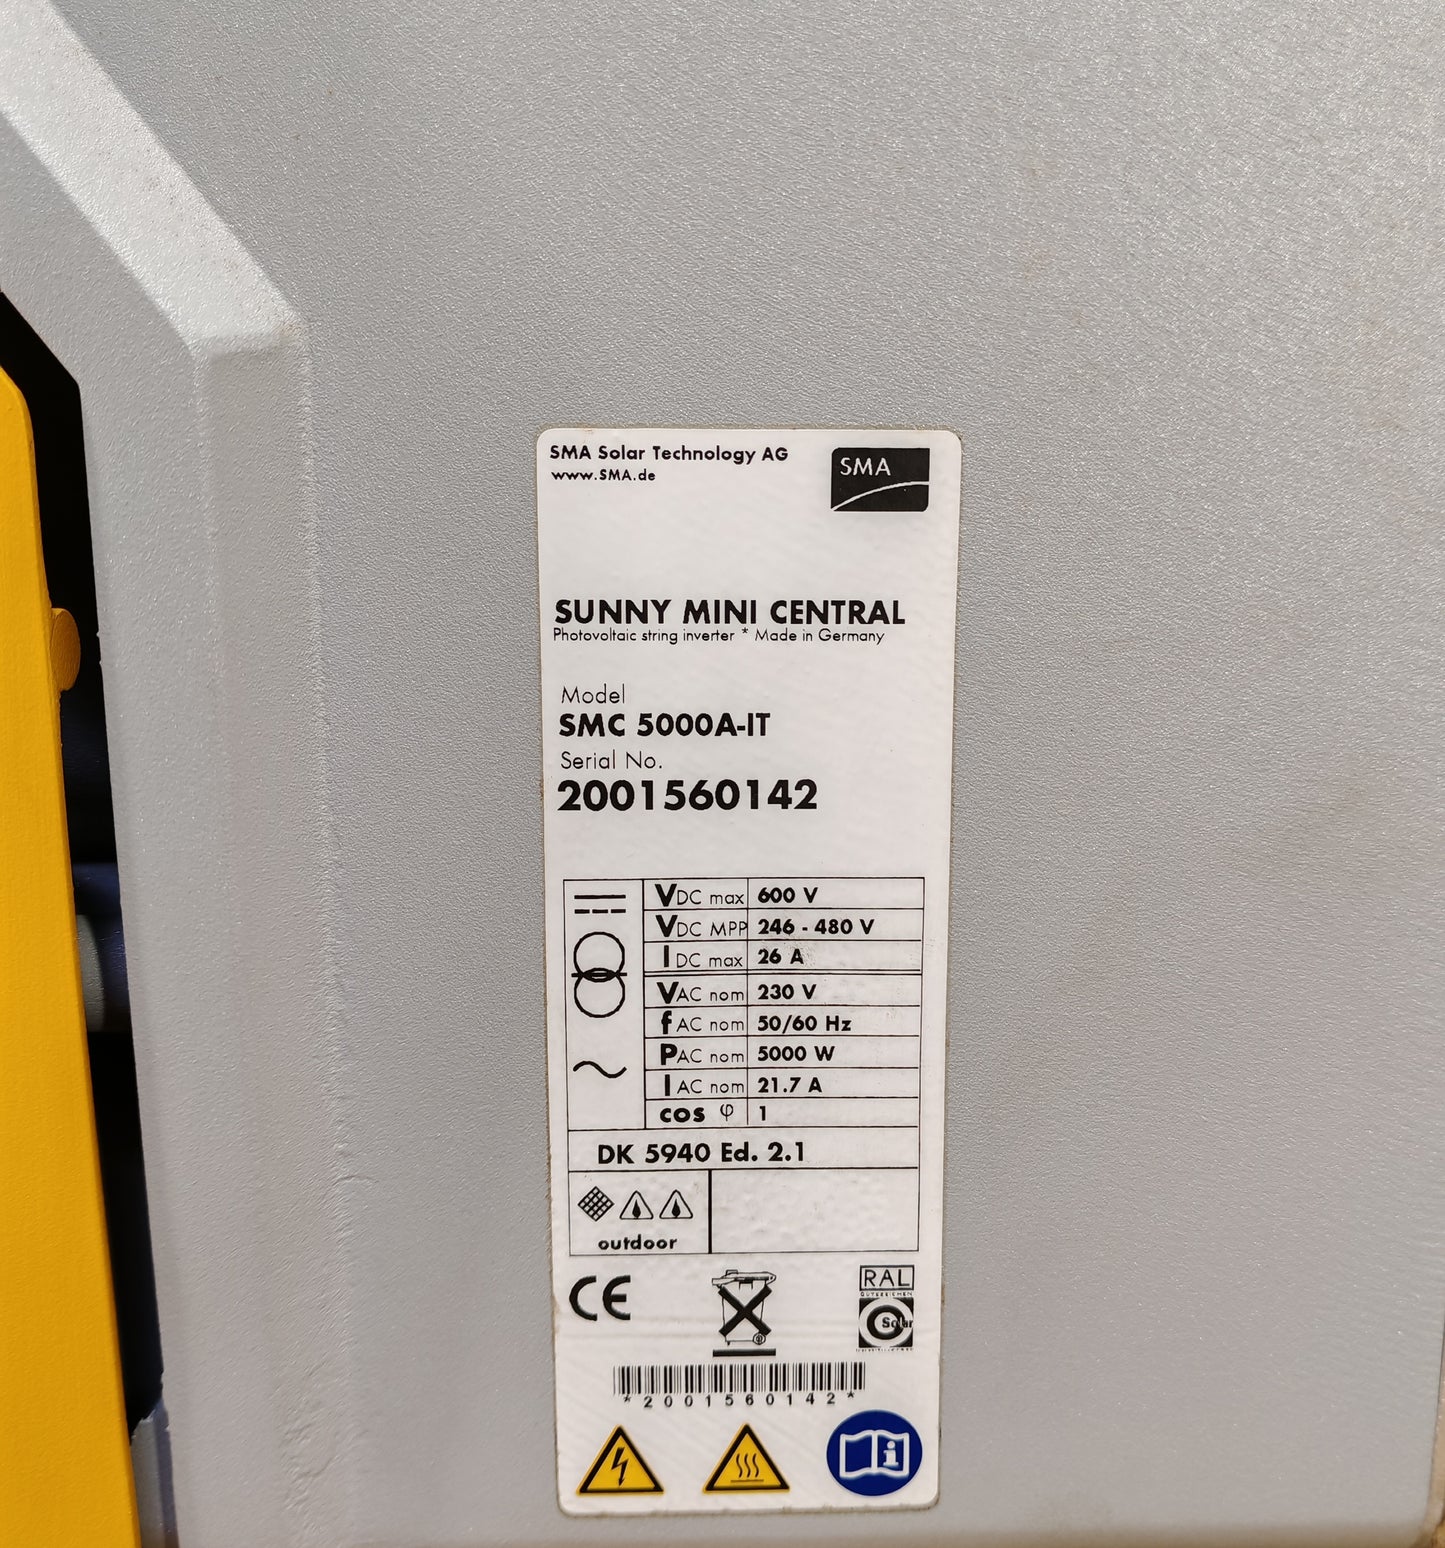 SMA Solar Technology AG
www.SMA.de
SMA
SUNNY MINI CENTRAL
Photovoltaic string inverter * Made in Germany
Model
SMC 5000A-IT
Serial No.
2001560142
VDC max 600 V
VDC MPP 246 - 480 V
IDC max 26 A
VAC nom 230 V
fAC nom 50/60 Hz
PAC nom 5000 W
IAC nom 21.7 A
cos φ 1
DK 5940 Ed. 2.1
outdoor
CE
RAL
GÜTEZEICHEN
Solar
*2001560142*